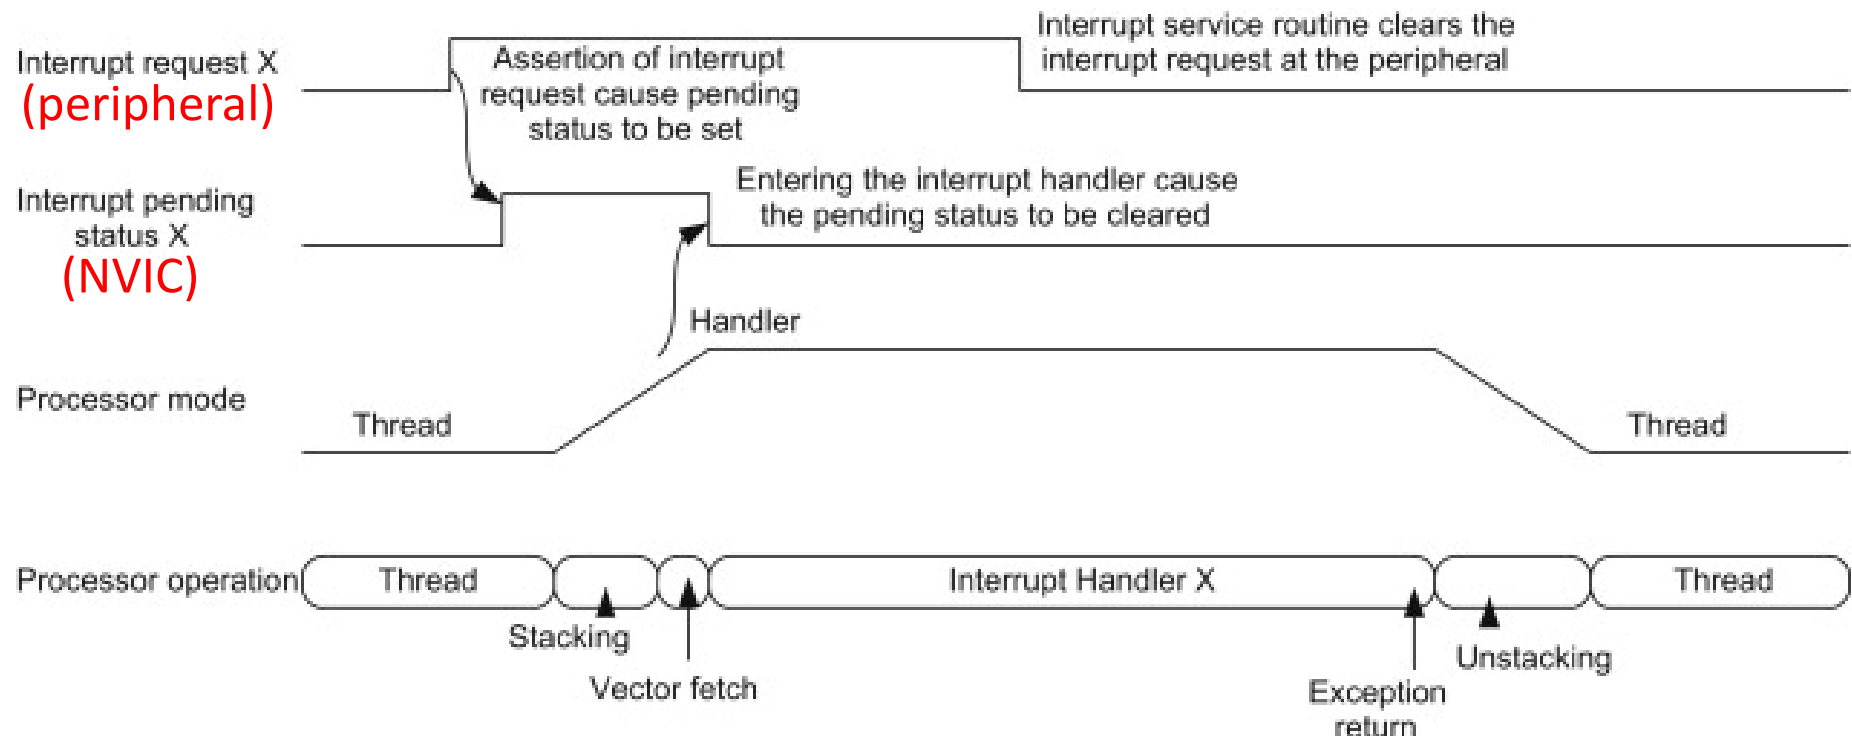 Interrupt request X
(peripheral)
Assertion of interrupt
request cause pending
status to be set
Interrupt service routine clears the
interrupt request at the peripheral
Interrupt pending
status X
(NVIC)
Entering the interrupt handler cause
the pending status to be cleared
Handler
Processor mode
Thread
Thread
Processor operation
Thread
Interrupt Handler X
Thread
Stacking
Vector fetch
Unstacking
Exception
return